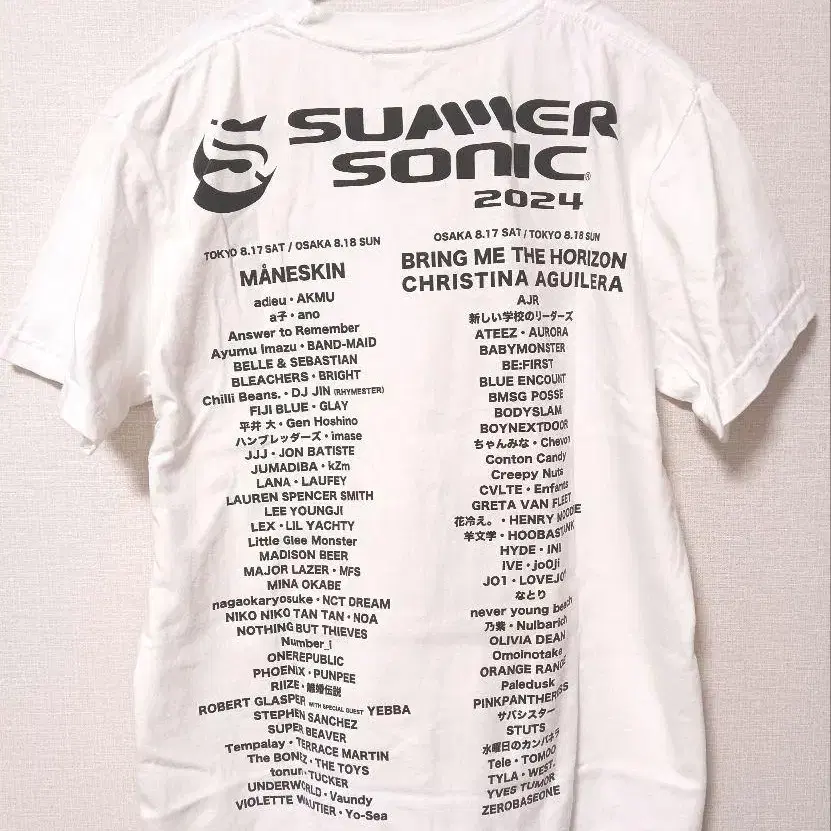 SUMMER
SONIC®
2024
TOKYO 8.17 SAT / OSAKA 8.18 SUN
MÅNESKIN
adieu・AKMU
a子・ano
Answer to Remember
Ayumu Imazu・BAND-MAID
BELLE & SEBASTIAN
BLEACHERS・BRIGHT
Chilli Beans.・DJ JIN (RHYMESTER)
FIJI BLUE・GLAY
平井 大・Gen Hoshino
ハンブレッダーズ・imase
JJJ・JON BATISTE
JUMADIBA・kZm
LANA・LAUFEY
LAUREN SPENCER SMITH
LEE YOUNGJI
LEX・LIL YACHTY
Little Glee Monster
MADISON BEER
MAJOR LAZER・MFS
MINA OKABE
nagaokaryosuke・NCT DREAM
NIKO NIKO TAN TAN・NOA
NOTHING BUT THIEVES
Number_i
ONEREPUBLIC
PHOENIX・PUNPEE
RIIZE・離婚伝説
ROBERT GLASPER WITH SPECIAL GUEST YEBBA
STEPHEN SANCHEZ
SUPER BEAVER
Tempalay・TERRACE MARTIN
The BONEZ・THE TOYS
tonun・TUCKER
UNDERWORLD・Vaundy
VIOLETTE WAUTIER・Yo-Sea
OSAKA 8.17 SAT / TOKYO 8.18 SUN
BRING ME THE HORIZON
CHRISTINA AGUILERA
AJR
新しい学校のリーダーズ
ATEEZ・AURORA
BABYMONSTER
BE:FIRST
BLUE ENCOUNT
BMSG POSSE
BODYSLAM
BOYNEXTDOOR
ちゃんみな・Chevon
Conton Candy
Creepy Nuts
CVLTE・Enfants
GRETA VAN FLEET
花冷え。・HENRY MOODIE
羊文学・HOOBASTANK
HYDE・INI
IVE・joOji
JO1・LOVEJOY
なとり
never young beach
乃紫・Nulbarich
OLIVIA DEAN
Omoinotake
ORANGE RANGE
Paledusk
PINKPANTHERESS
サバシスター
STUTS
水曜日のカンパネラ
Tele・TOMOO
TYLA・WEST.
YVES TUMOR
ZEROBASEONE